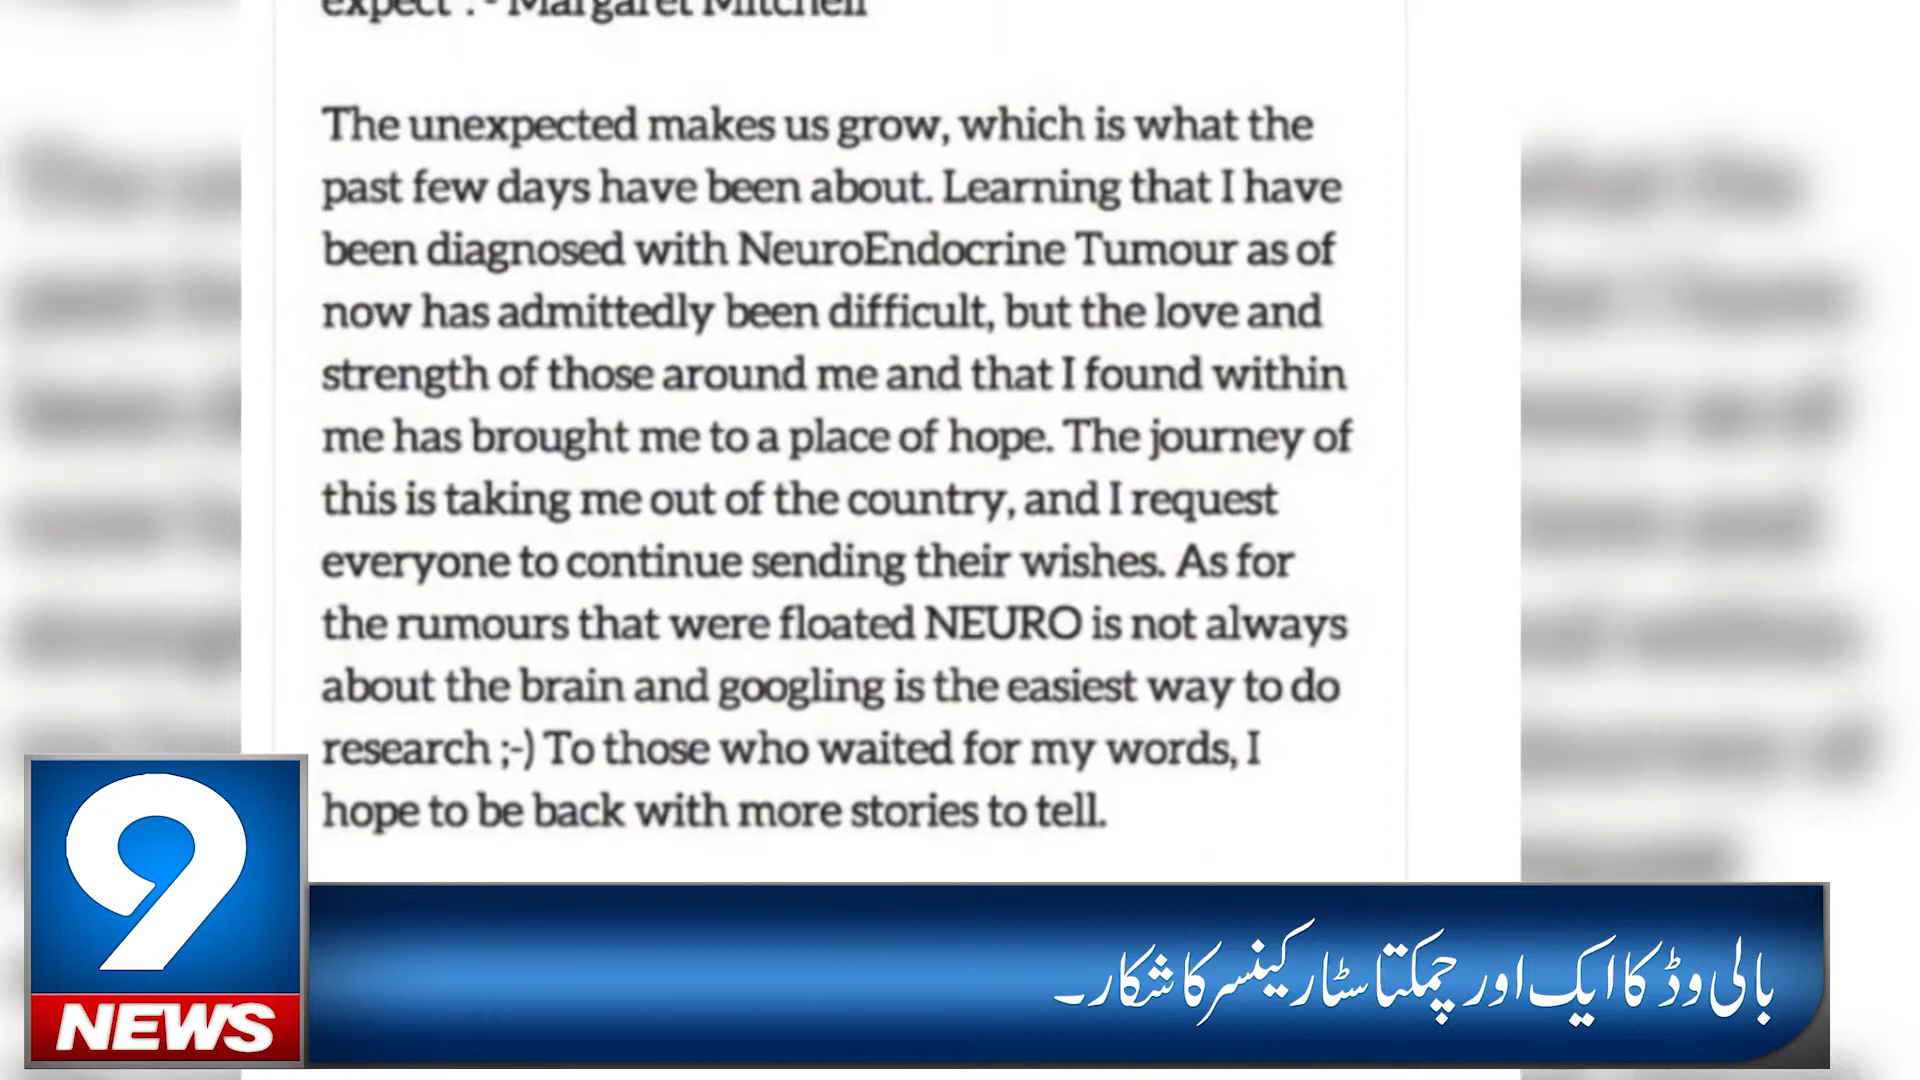 expect". - Margaret Mitchell
The unexpected makes us grow, which is what the
past few days have been about. Learning that I have
been diagnosed with NeuroEndocrine Tumour as of
now has admittedly been difficult, but the love and
strength of those around me and that I found within
me has brought me to a place of hope. The journey of
this is taking me out of the country, and I request
everyone to continue sending their wishes. As for
the rumours that were floated NEURO is not always
about the brain and googling is the easiest way to do
research ;-) To those who waited for my words, I
hope to be back with more stories to tell.
9
NEWS
بالی وڈ کا ایک اور چمکتا سٹار کینسر کا شکار۔